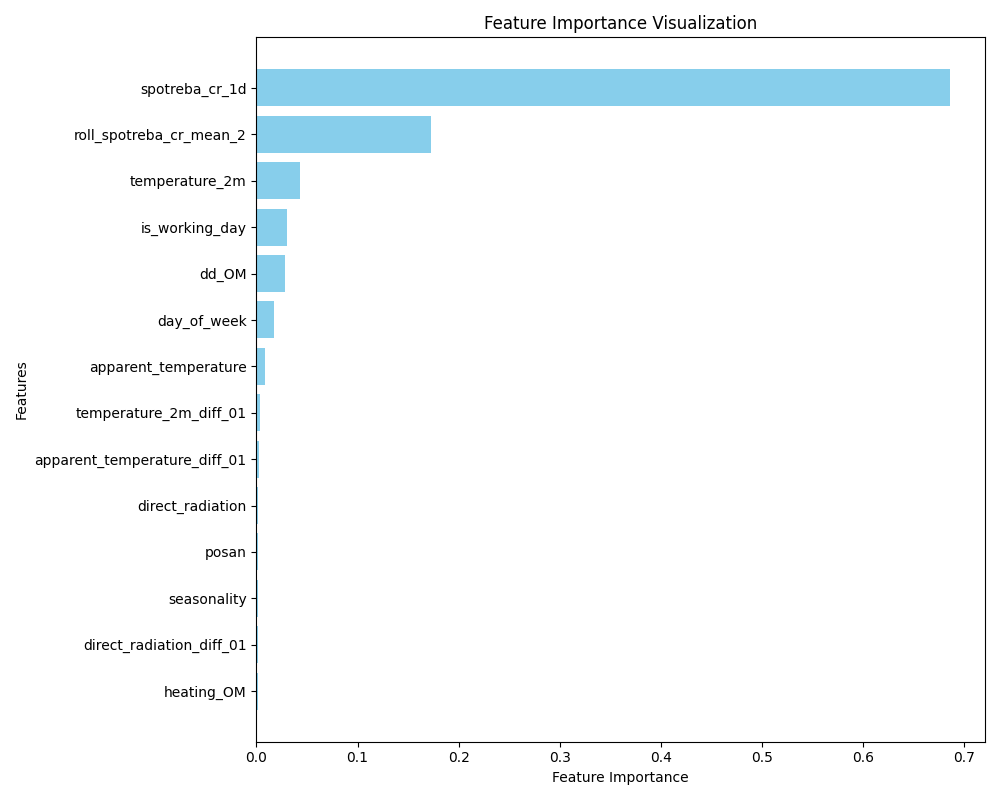 Feature Importance Visualization
spotreba_cr_1d
roll_spotreba_cr_mean_2
temperature_2m
is_working_day
dd_OM
day_of_week
apparent_temperature
temperature_2m_diff_01
apparent_temperature_diff_01
direct_radiation
posan
seasonality
direct_radiation_diff_01
heating_OM
Features
0.0 0.1 0.2 0.3 0.4 0.5 0.6 0.7
Feature Importance